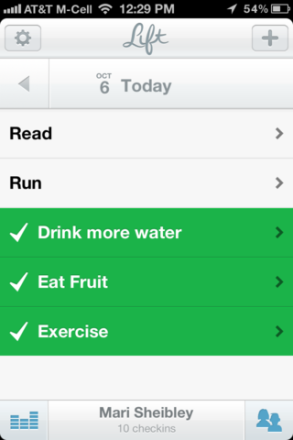 AT&T M-Cell 12:29 PM 54%
Lift
OCT
6 Today
Read
Run
Drink more water
Eat Fruit
Exercise
Mari Sheibley
10 checkins